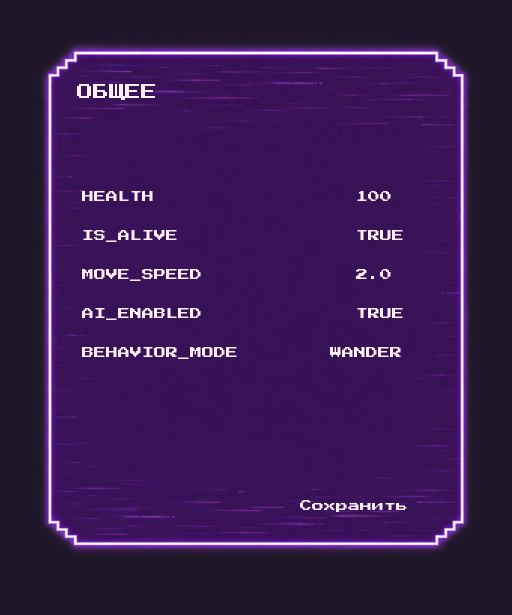 ОБЩЕЕ
HEALTH 100
IS_ALIVE TRUE
MOVE_SPEED 2.0
AI_ENABLED TRUE
BEHAVIOR_MODE WANDER
Сохранить